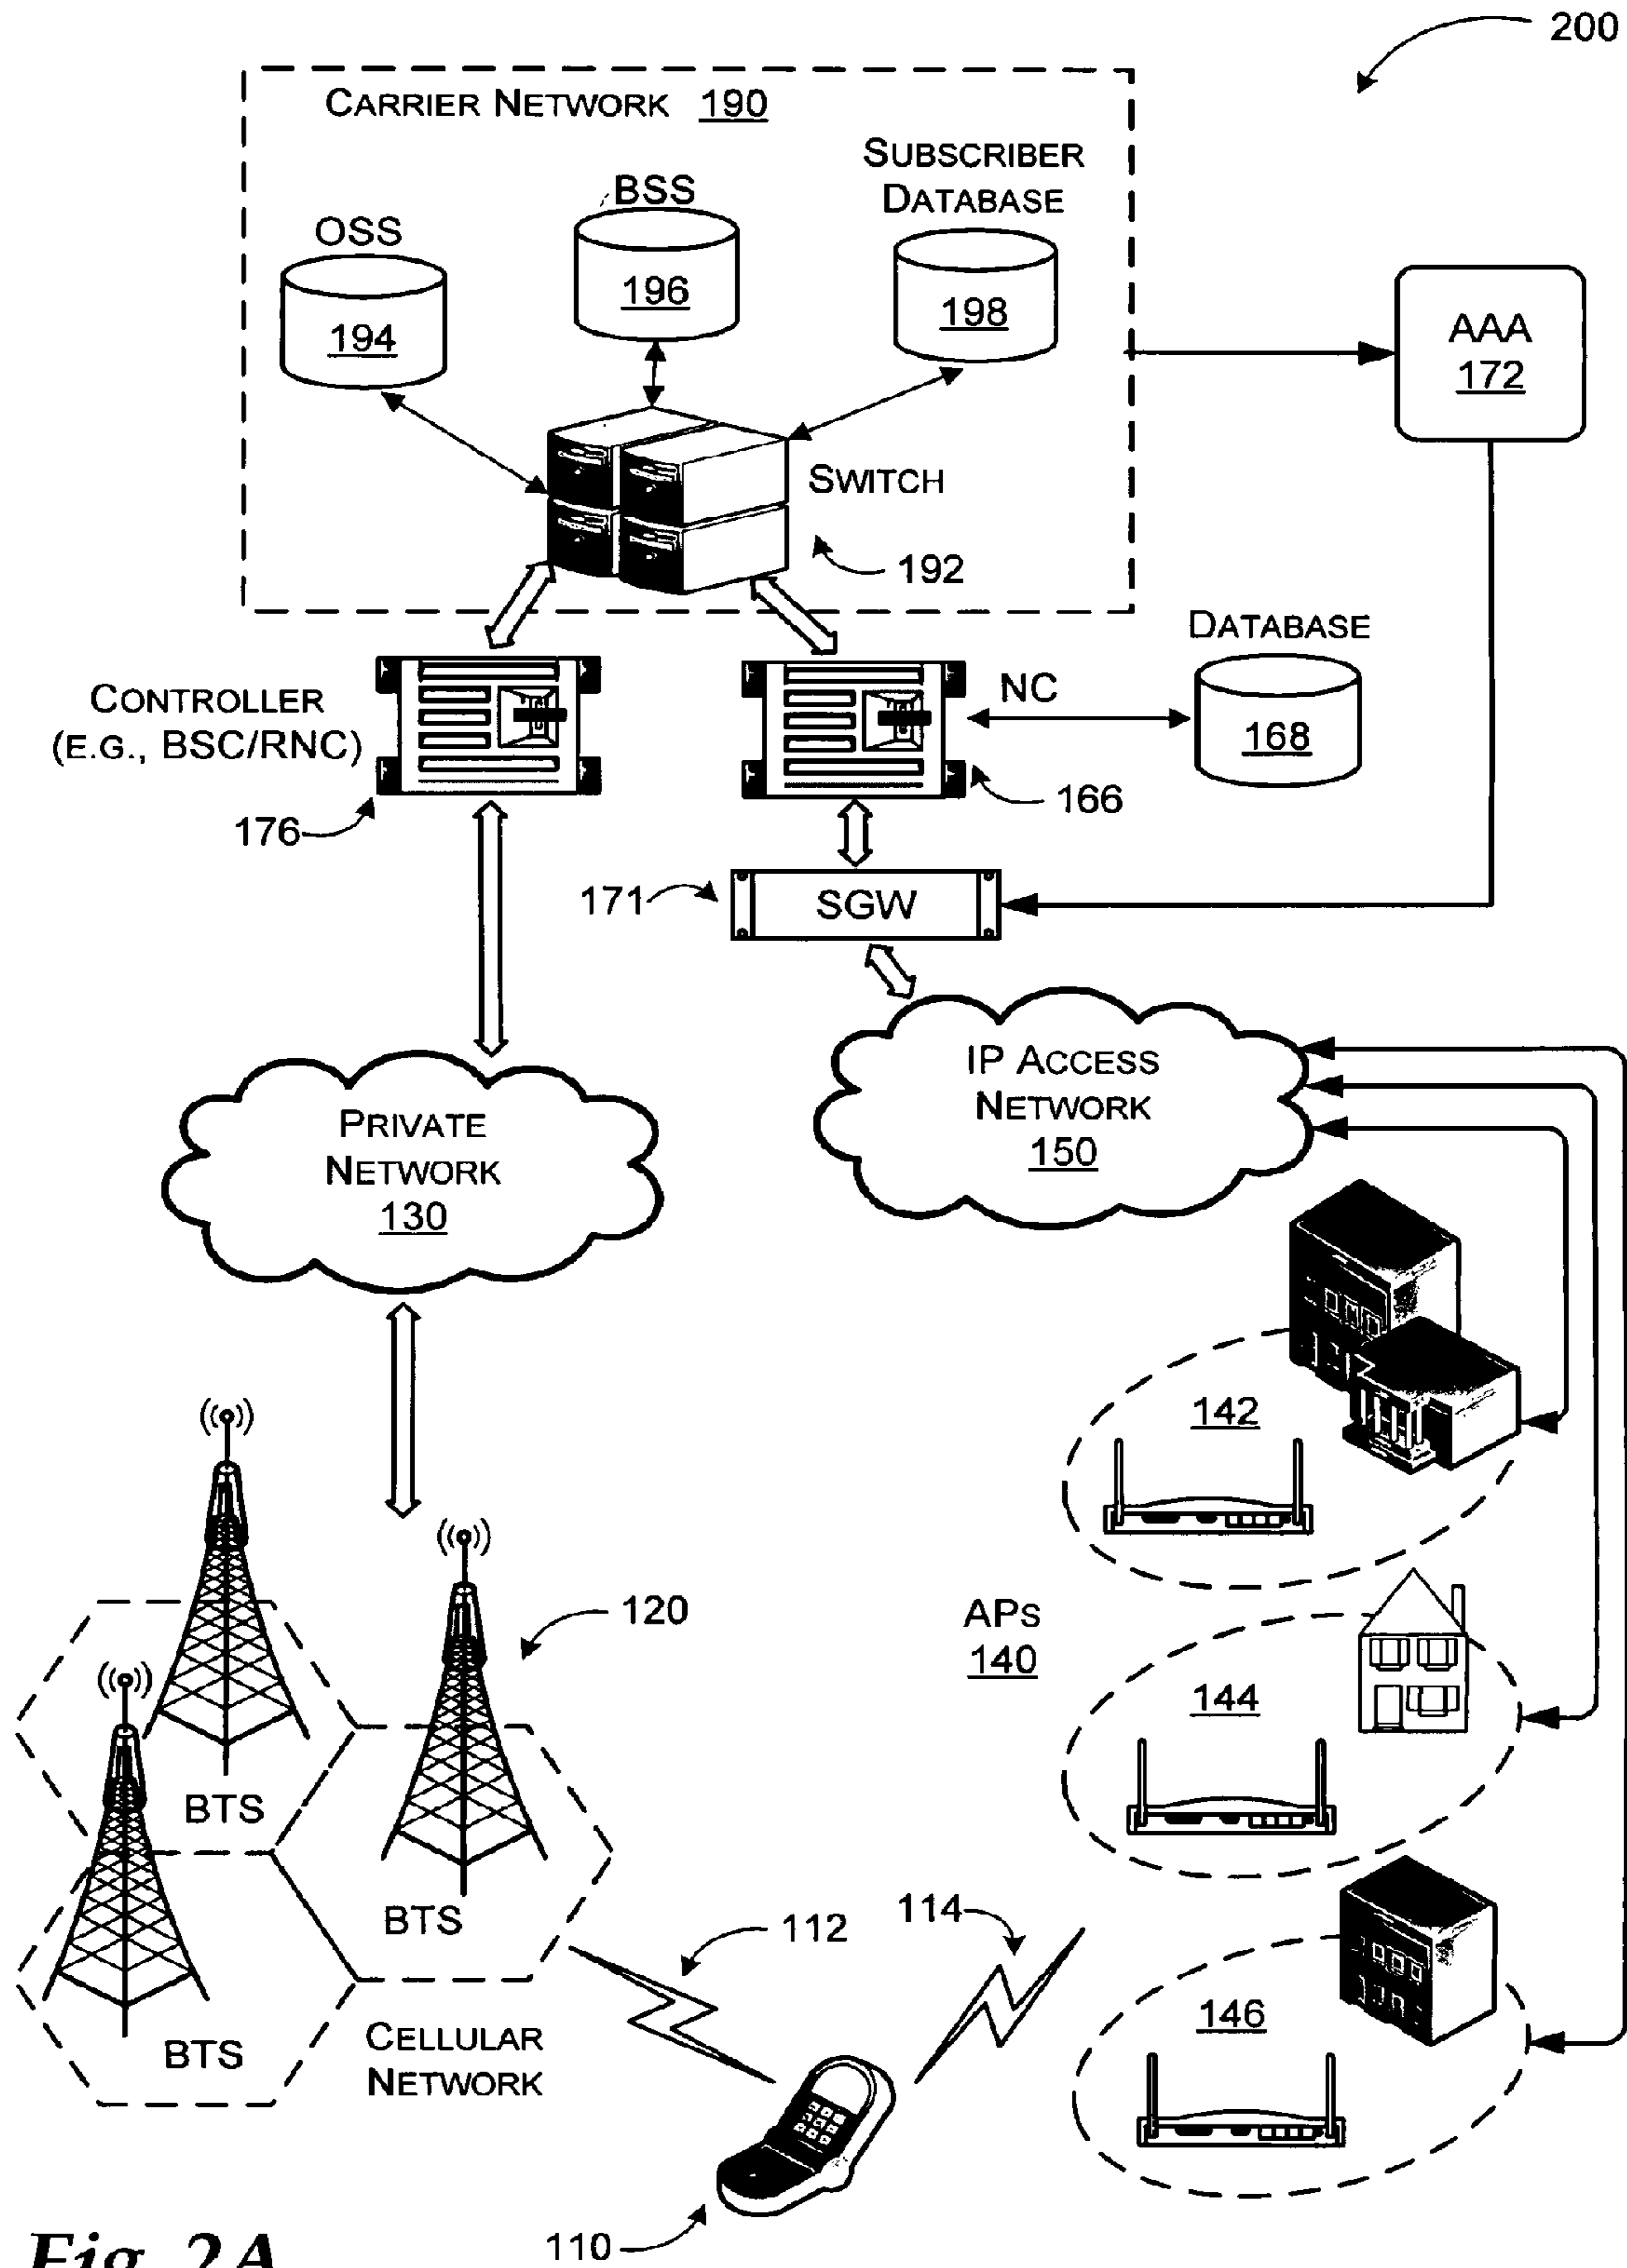 200
CARRIER NETWORK 190
SUBSCRIBER
DATABASE
BSS
OSS
194
196
198
AAA
172
SWITCH
192
DATABASE
168
CONTROLLER
(E.G., BSC/RNC)
NC
176
166
171
SGW
IP ACCESS
NETWORK
150
PRIVATE
NETWORK
130
142
120
APS
140
144
BTS
BTS
BTS
112
114
146
CELLULAR
NETWORK
110
Fig. 2A